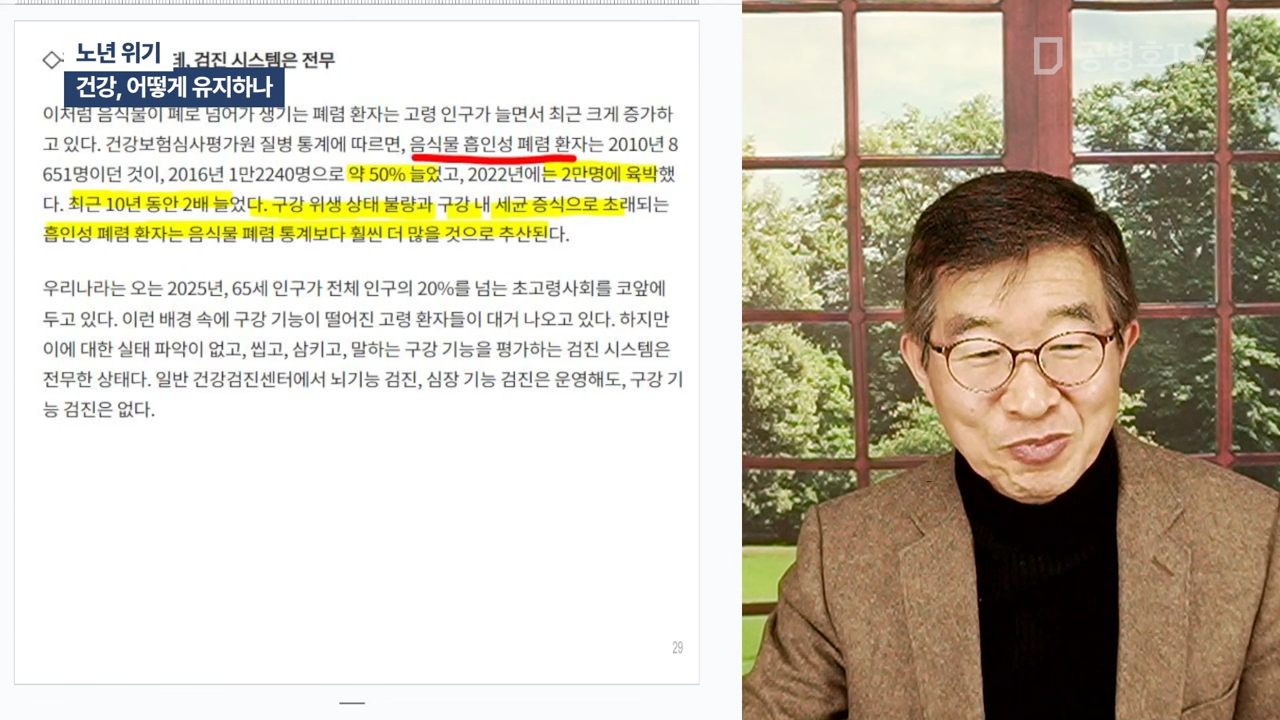 노년 위기
건강, 어떻게 유지하나
검진 시스템은 전무
이처럼 음식물이 폐로 넘어가 생기는 폐렴 환자는 고령 인구가 늘면서 최근 크게 증가하
고 있다. 건강보험심사평가원 질병 통계에 따르면, 음식물 흡인성 폐렴 환자는 2010년 8
651명이던 것이, 2016년 1만2240명으로 약 50% 늘었고, 2022년에는 2만명에 육박했
다. 최근 10년 동안 2배 늘었다. 구강 위생 상태 불량과 구강 내 세균 증식으로 초래되는
흡인성 폐렴 환자는 음식물 폐렴 통계보다 훨씬 더 많을 것으로 추산된다.
우리나라는 오는 2025년, 65세 인구가 전체 인구의 20%를 넘는 초고령사회를 코앞에
두고 있다. 이런 배경 속에 구강 기능이 떨어진 고령 환자들이 대거 나오고 있다. 하지만
이에 대한 실태 파악이 없고, 씹고, 삼키고, 말하는 구강 기능을 평가하는 검진 시스템은
전무한 상태다. 일반 건강검진센터에서 뇌기능 검진, 심장 기능 검진은 운영해도, 구강 기
능 검진은 없다.
29
공병호TV